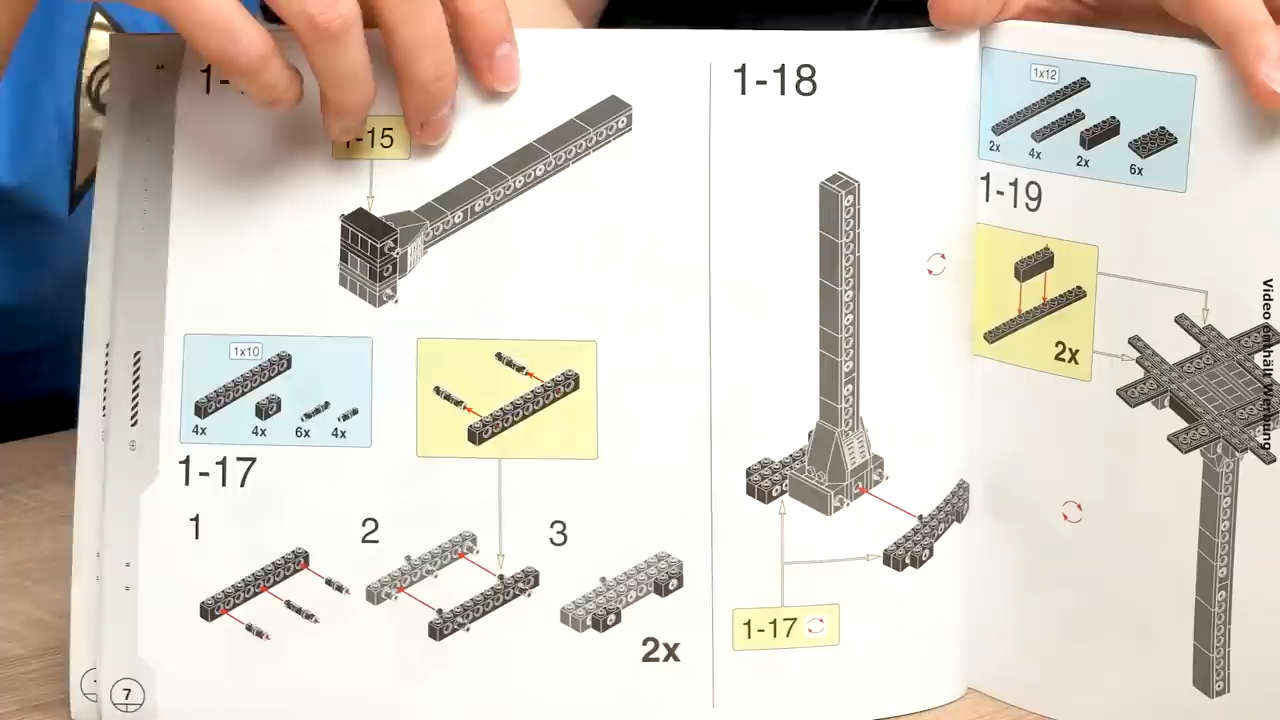 1-15
1x10
4x
4x
6x
4x
1-17
1
2
3
2x
7
1-18
1-17
1x12
2x
4x
2x
6x
1-19
2x
Video enthält Werbung